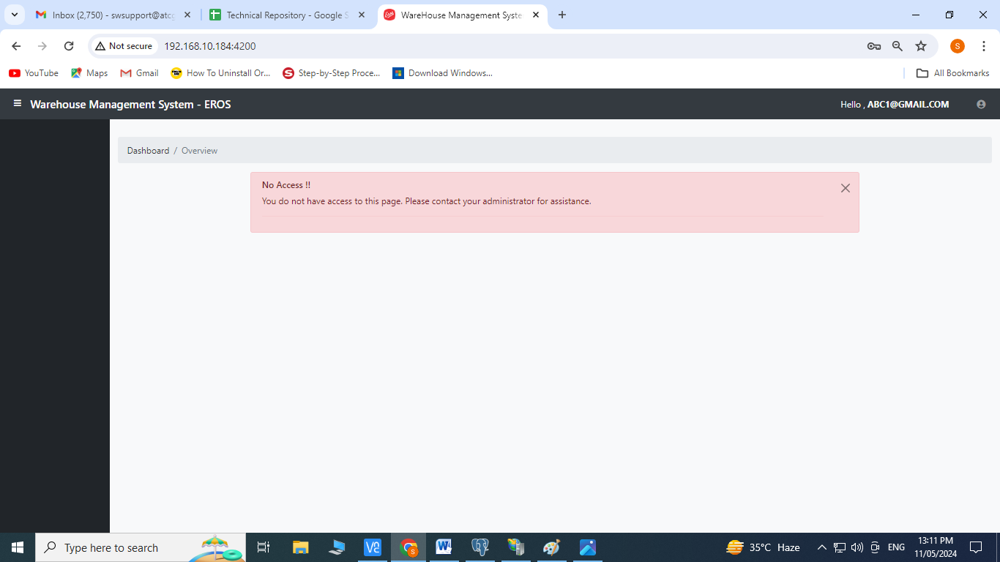 Inbox (2,750) - swsupport@atcg
Technical Repository - Google S
WareHouse Management Syste
Not secure
192.168.10.184:4200
S
YouTube
Maps
Gmail
How To Uninstall Or...
Step-by-Step Proce...
Download Windows...
All Bookmarks
Warehouse Management System - EROS
Hello , ABC1@GMAIL.COM
Dashboard / Overview
No Access !!
You do not have access to this page. Please contact your administrator for assistance.
Type here to search
35°C Haze
ENG
13:11 PM
11/05/2024